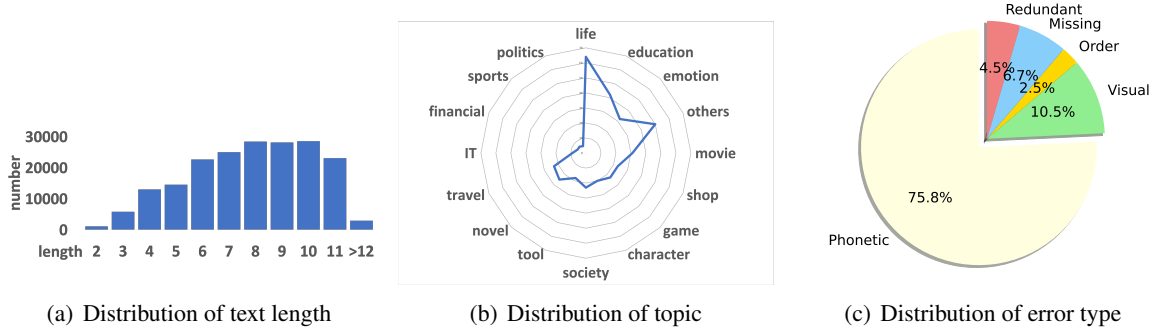 30000
20000
10000
0
number
length 2 3 4 5 6 7 8 9 10 11 >12
(a) Distribution of text length
life
politics education
sports emotion
financial others
IT movie
travel shop
novel game
tool character
society
(b) Distribution of topic
Redundant
Missing
Order
Visual
4.5%
6.7%
2.5%
10.5%
75.8%
Phonetic
(c) Distribution of error type